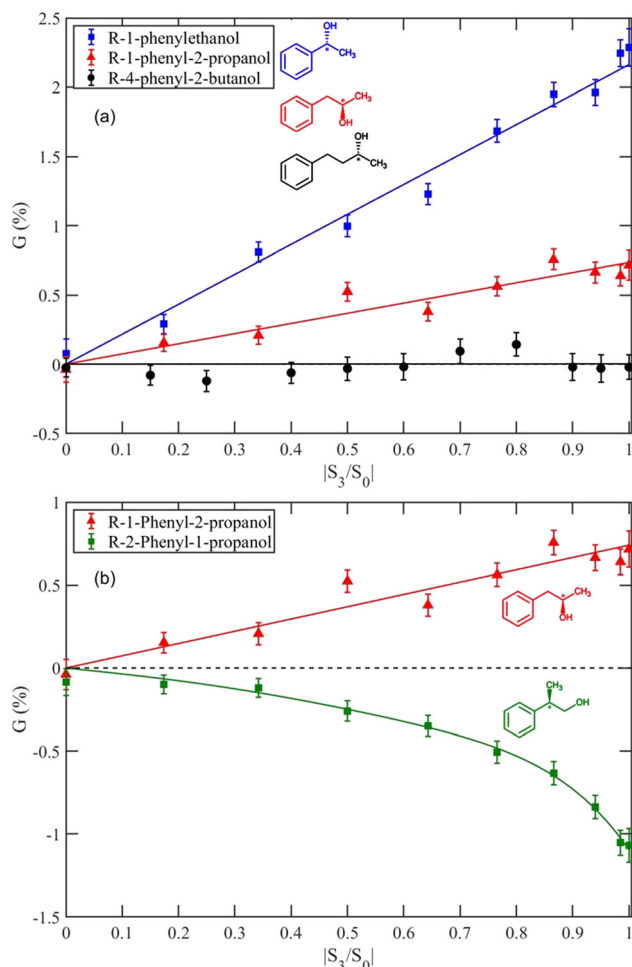 2.5
2
1.5
1
0.5
0
-0.5
G (%)
R-1-phenylethanol
R-1-phenyl-2-propanol
R-4-phenyl-2-butanol
(a)
OH
*
CH₃
*
CH₃
OH
OH
*
CH₃
0 0.1 0.2 0.3 0.4 0.5 0.6 0.7 0.8 0.9 1
|S₃/S₀|
1
0.5
0
-0.5
-1
-1.5
G (%)
R-1-Phenyl-2-propanol
R-2-Phenyl-1-propanol
(b)
*
CH₃
OH
CH₃
*
OH
0 0.1 0.2 0.3 0.4 0.5 0.6 0.7 0.8 0.9 1
|S₃/S₀|